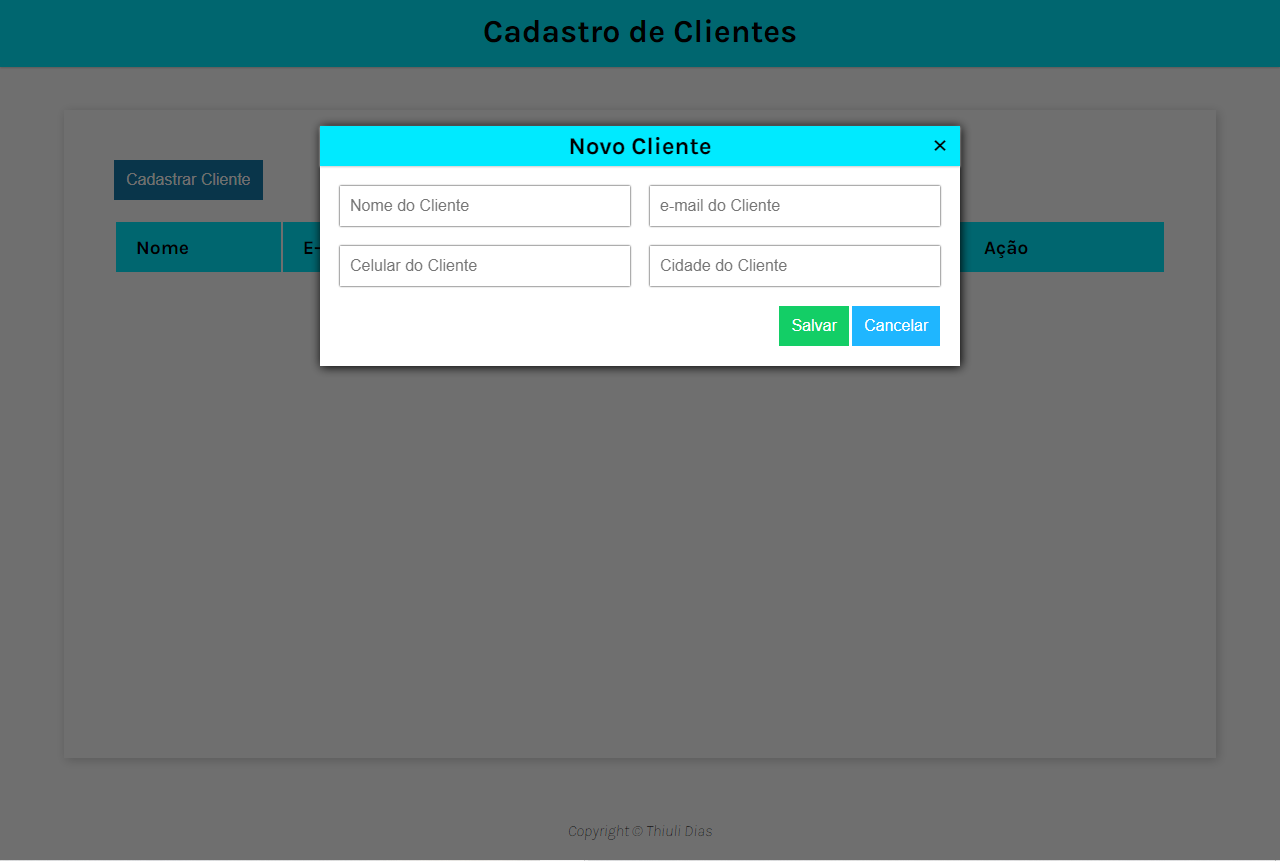 Cadastro de Clientes
Novo Cliente ×
Cadastrar Cliente
Nome do Cliente e-mail do Cliente
Nome E- Ação
Celular do Cliente Cidade do Cliente
Salvar Cancelar
Copyright © Thiuli Dias